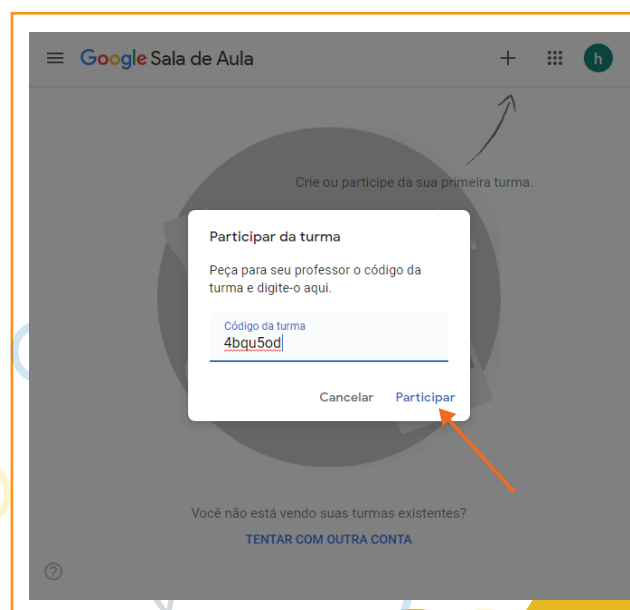 Google Sala de Aula
h
Crie ou participe da sua primeira turma.
Participar da turma
Peça para seu professor o código da
turma e digite-o aqui.
Código da turma
4bqu5od
Cancelar Participar
Você não está vendo suas turmas existentes?
TENTAR COM OUTRA CONTA
?